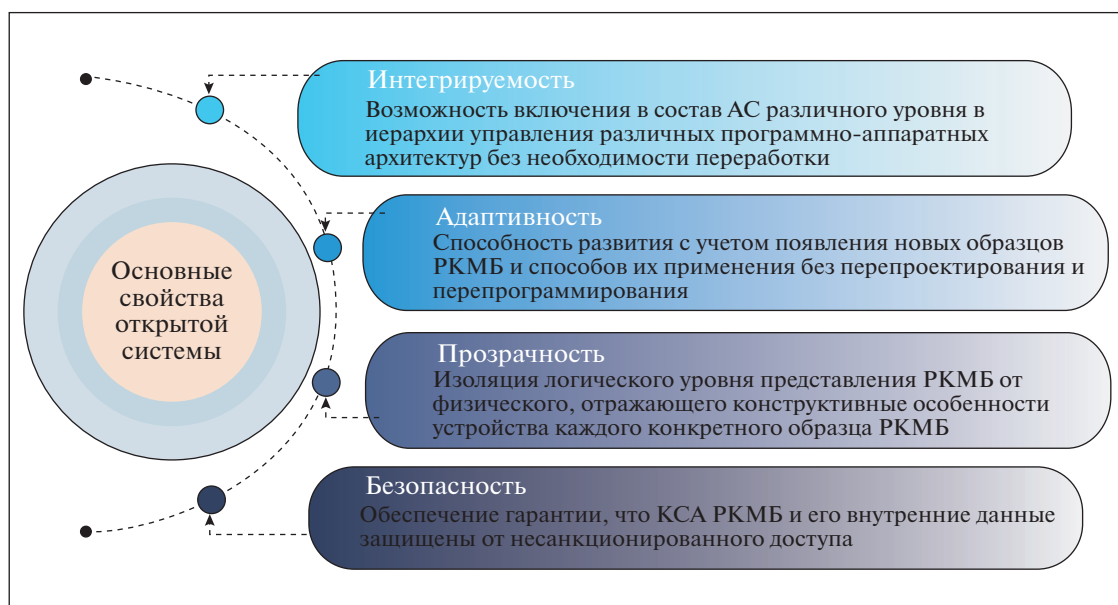 Основные
свойства
открытой
системы
Интегрируемость
Возможность включения в состав АС различного уровня в
иерархии управления различных программно-аппаратных
архитектур без необходимости переработки
Адаптивность
Способность развития с учетом появления новых образцов
РКМБ и способов их применения без перепроектирования и
перепрограммирования
Прозрачность
Изоляция логического уровня представления РКМБ от
физического, отражающего конструктивные особенности
устройства каждого конкретного образца РКМБ
Безопасность
Обеспечение гарантии, что КСА РКМБ и его внутренние данные
защищены от несанкционированного доступа